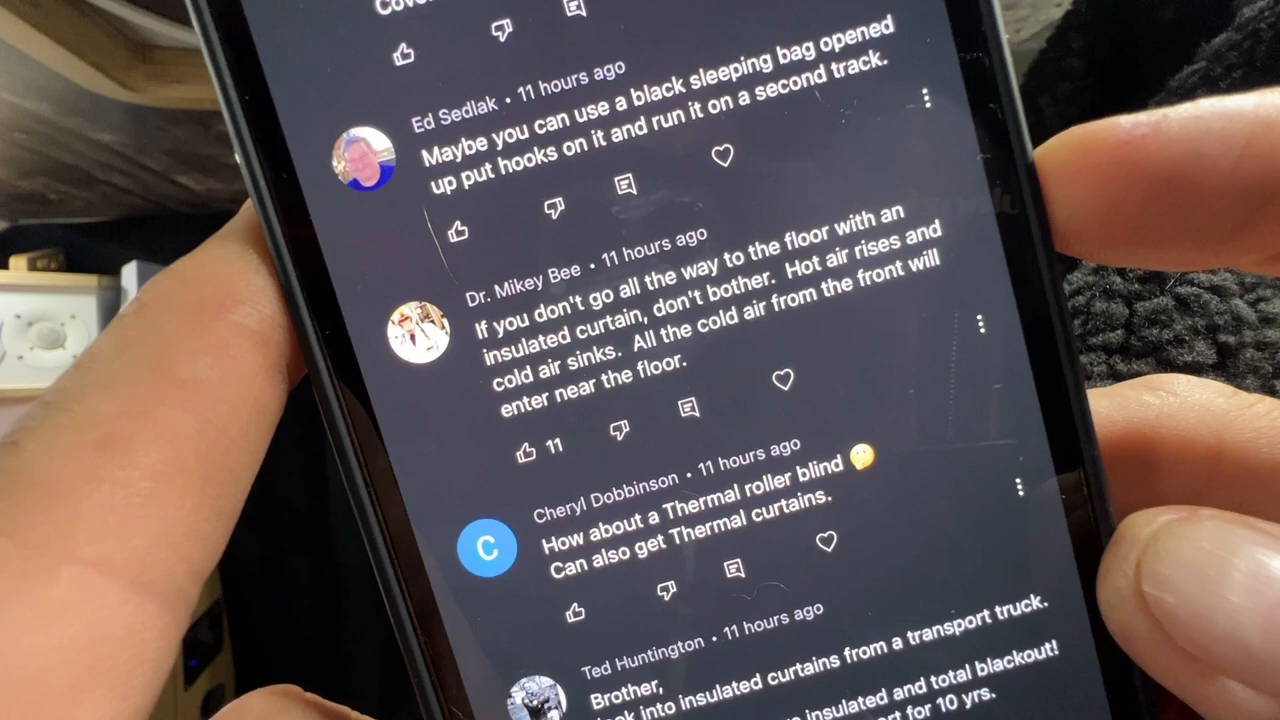 Cove
Ed Sedlak • 11 hours ago
Maybe you can use a black sleeping bag opened
up put hooks on it and run it on a second track.
Dr. Mikey Bee • 11 hours ago
If you don't go all the way to the floor with an
insulated curtain, don't bother. Hot air rises and
cold air sinks. All the cold air from the front will
enter near the floor.
11
Cheryl Dobbinson • 11 hours ago
C
How about a Thermal roller blind 🤔
Can also get Thermal curtains.
Ted Huntington • 11 hours ago
Brother,
look into insulated curtains from a transport truck.
insulated and total blackout!
for 10 yrs.